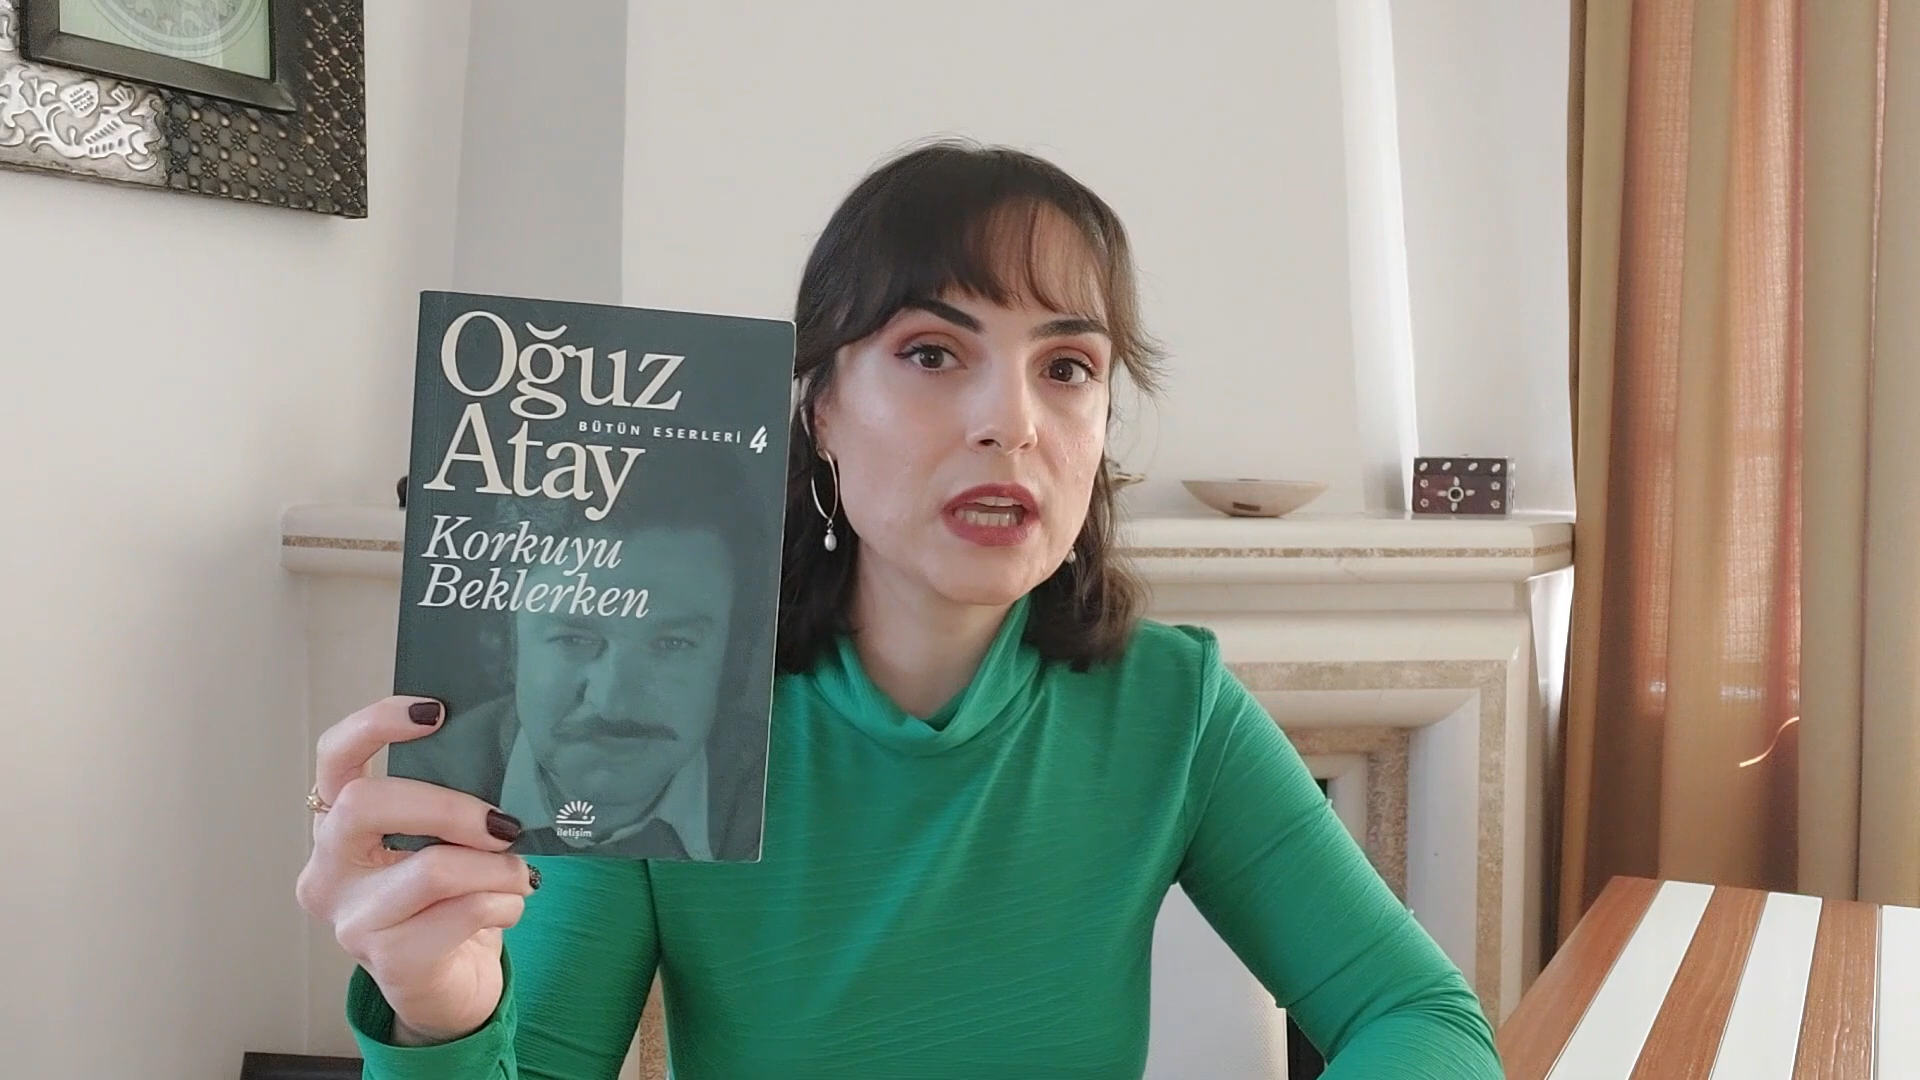 Oğuz
BÜTÜN ESERLERİ 4
Atay
Korkuyu
Beklerken
iletişim